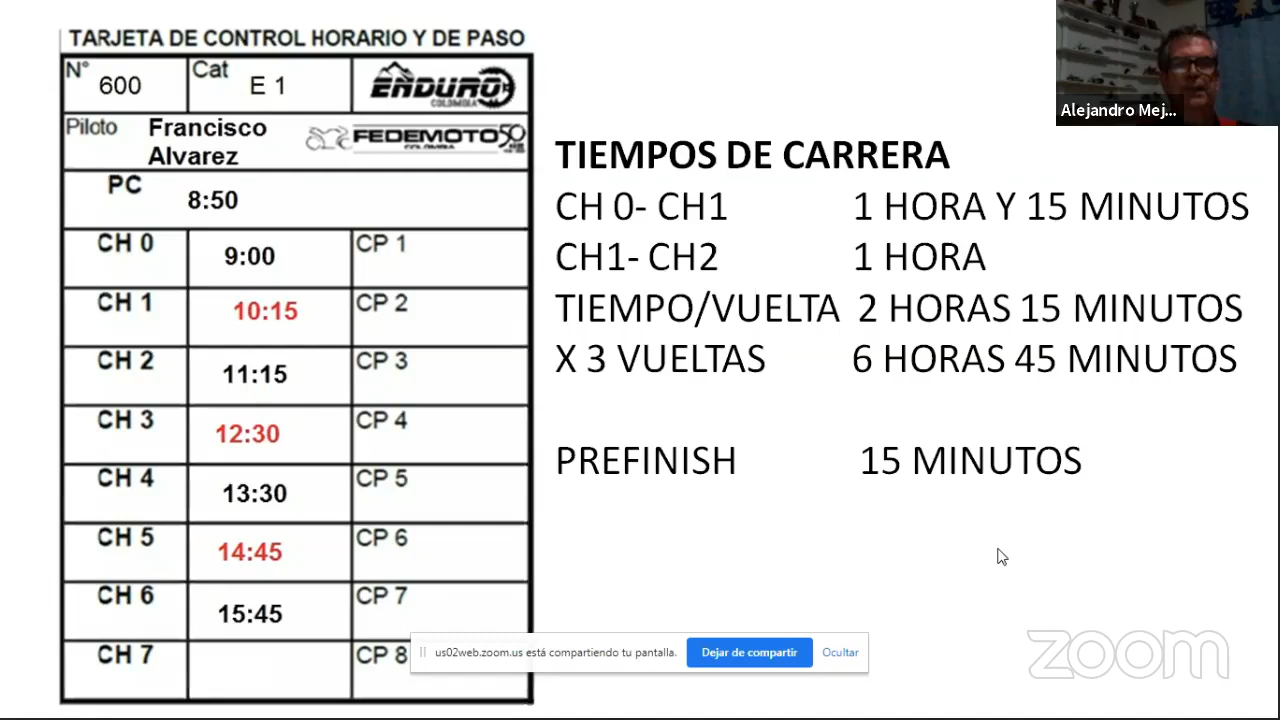 TARJETA DE CONTROL HORARIO Y DE PASO
N° 600 Cat E 1 ENDURO COLOMBIA
Piloto Francisco Alvarez FEDEMOTO 50 COLOMBIA
PC 8:50
CH 0 9:00 CP 1
CH 1 10:15 CP 2
CH 2 11:15 CP 3
CH 3 12:30 CP 4
CH 4 13:30 CP 5
CH 5 14:45 CP 6
CH 6 15:45 CP 7
CH 7 CP 8
Alejandro Mej...
TIEMPOS DE CARRERA
CH 0- CH1 1 HORA Y 15 MINUTOS
CH1- CH2 1 HORA
TIEMPO/VUELTA 2 HORAS 15 MINUTOS
X 3 VUELTAS 6 HORAS 45 MINUTOS
PREFINISH 15 MINUTOS
us02web.zoom.us está compartiendo tu pantalla. Dejar de compartir Ocultar
zoom